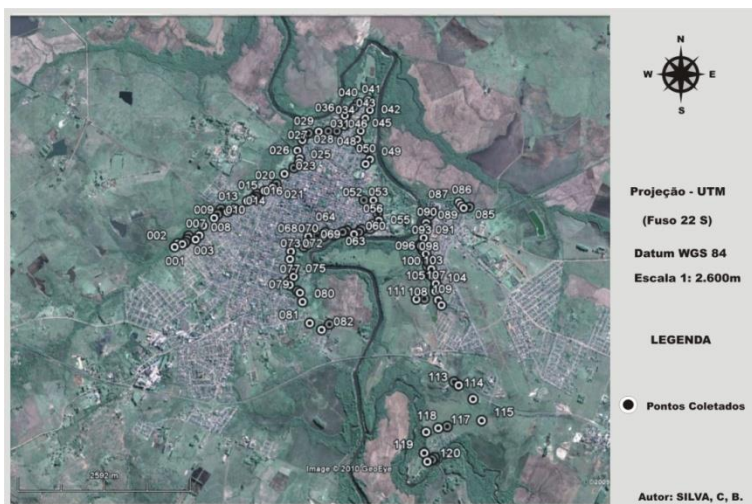 040 041
036 034 043 042
029 031 046 045
027 028 048
026 025 050 049
020 023
015 016 021 052 053
013 014
009 010 056 055
007 008 064 060
002 003 068 070 069 063
001 073 072
077 075
079 080
081 082
087 086
090 089 085
093 091
096 098
100 103
105 107 104
111 108 109
113 114
118 117 115
119 120
2592 m
Image © 2010 GeoEye
N
W E
S
Projeção - UTM
(Fuso 22 S)
Datum WGS 84
Escala 1: 2.600m
LEGENDA
Pontos Coletados
Autor: SILVA, C, B.